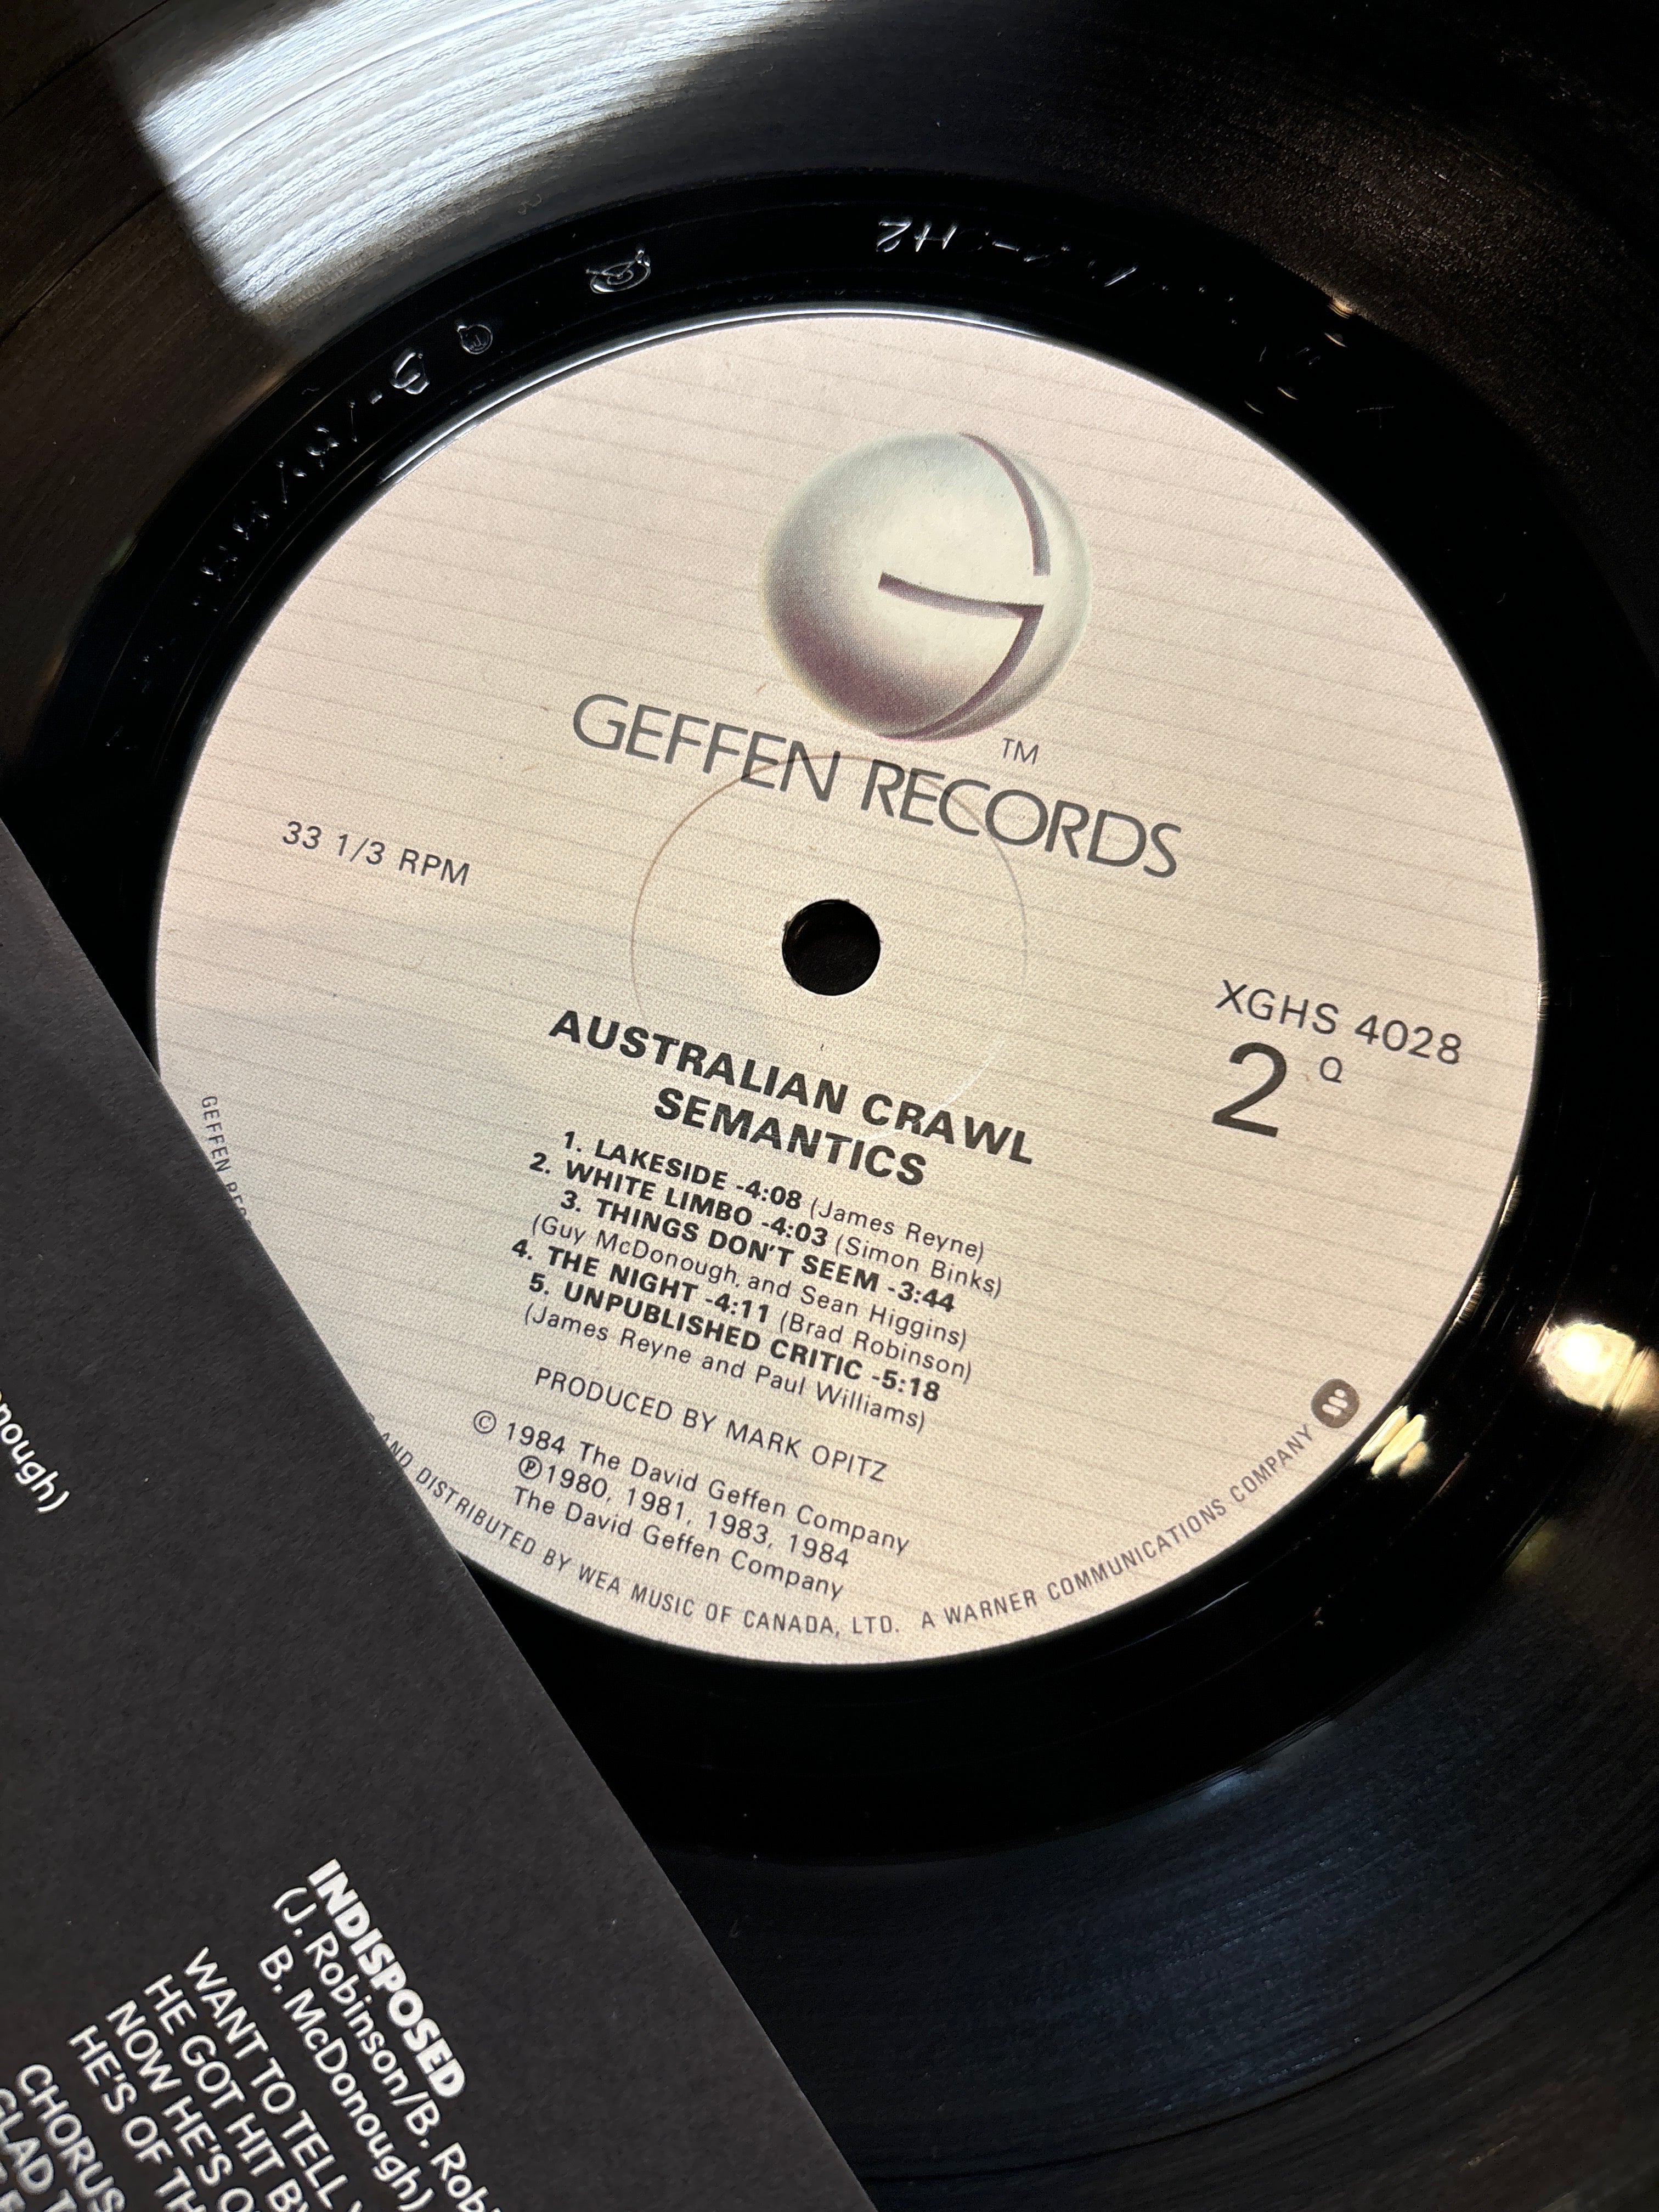 GEFFEN RECORDS
TM
33 1/3 RPM
XGHS 4028
2 Q
AUSTRALIAN CRAWL
SEMANTICS
1. LAKESIDE -4:08 (James Reyne)
2. WHITE LIMBO -4:03 (Simon Binks)
3. THINGS DON'T SEEM -3:44
(Guy McDonough, and Sean Higgins)
4. THE NIGHT -4:11 (Brad Robinson)
5. UNPUBLISHED CRITIC -5:18
(James Reyne and Paul Williams)
PRODUCED BY MARK OPITZ
© 1984 The David Geffen Company
℗1980, 1981, 1983, 1984
The David Geffen Company
GEFFEN
AND DISTRIBUTED BY WEA MUSIC OF CANADA, LTD. A WARNER COMMUNICATIONS COMPANY
INDISPOSED
(J. Robinson/B.
B. McDonough)
WANT TO TELL
HE GOT HIT
NOW HE'S
HE'S OF
CHORUS